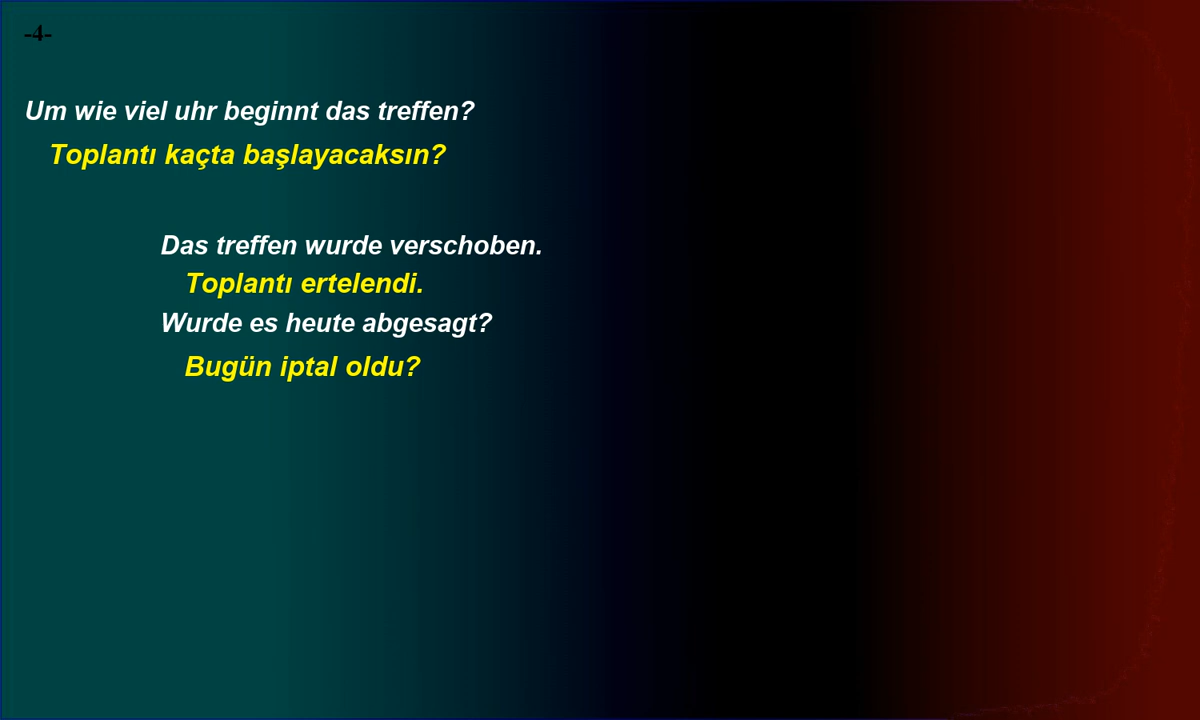 -4-
Um wie viel uhr beginnt das treffen?
Toplantı kaçta başlayacaksın?
Das treffen wurde verschoben.
Toplantı ertelendi.
Wurde es heute abgesagt?
Bugün iptal oldu?